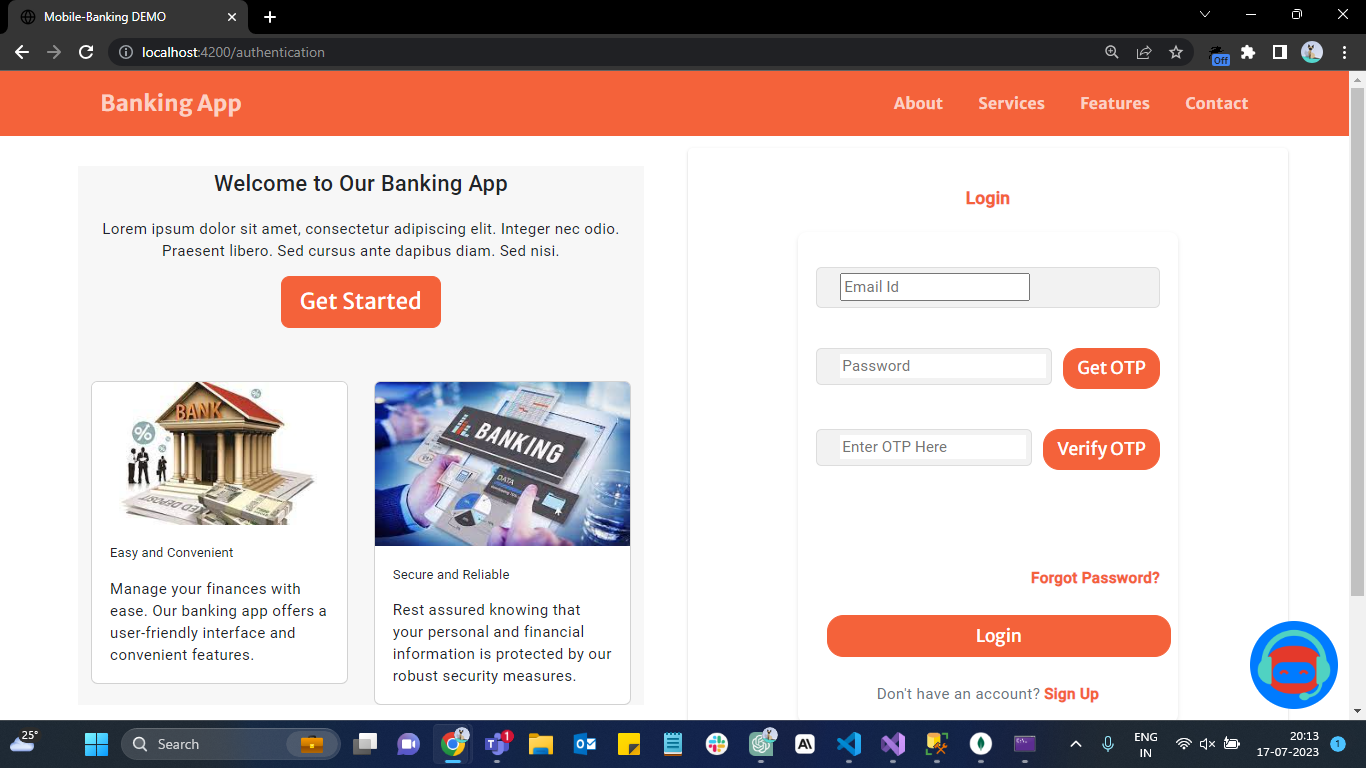 Mobile-Banking DEMO
localhost:4200/authentication
Off
Banking App
About
Services
Features
Contact
Welcome to Our Banking App
Lorem ipsum dolor sit amet, consectetur adipiscing elit. Integer nec odio.
Praesent libero. Sed cursus ante dapibus diam. Sed nisi.
Get Started
BANK
%
%
DEPOSIT
Easy and Convenient
Manage your finances with
ease. Our banking app offers a
user-friendly interface and
convenient features.
BANKING
DATA
Secure and Reliable
Rest assured knowing that
your personal and financial
information is protected by our
robust security measures.
Login
Email Id
Password
Get OTP
Enter OTP Here
Verify OTP
Forgot Password?
Login
Don't have an account? Sign Up
25°
Search
1
ENG
IN
20:13
17-07-2023
1